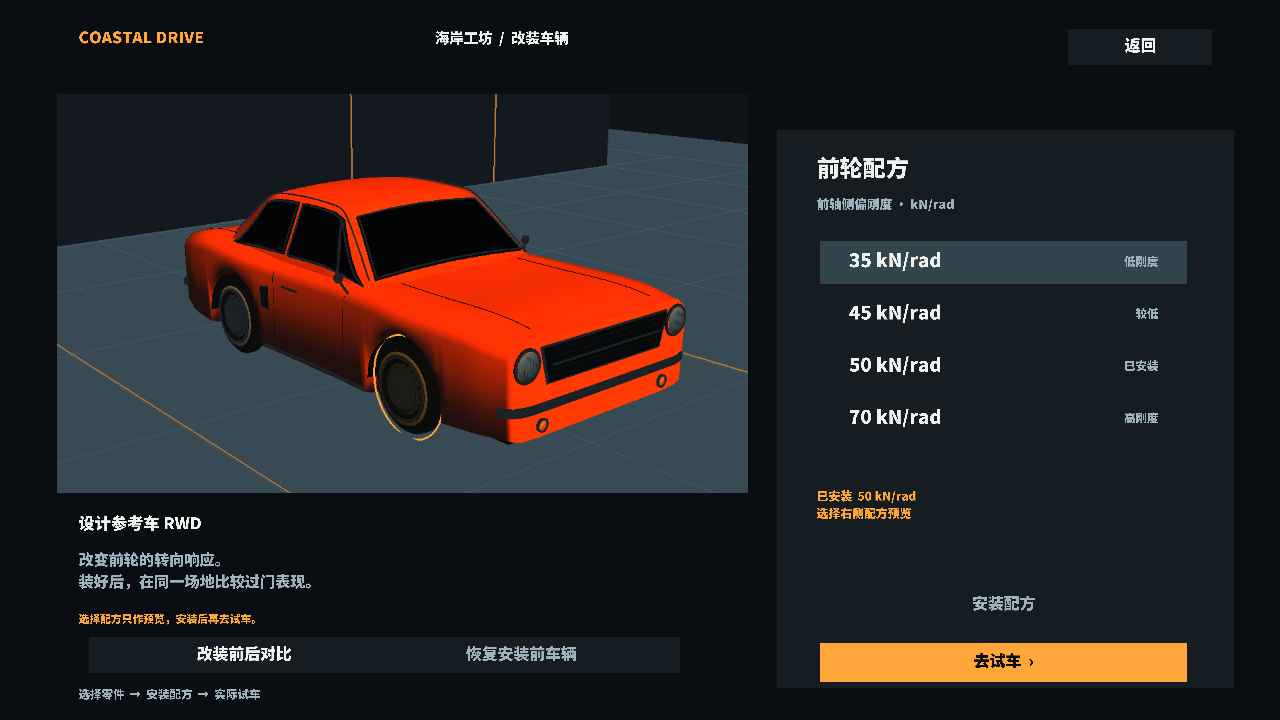 COASTAL DRIVE
海岸工坊 / 改装车辆
返回
前轮配方
前轴侧偏刚度 · kN/rad
35 kN/rad 低刚度
45 kN/rad 较低
50 kN/rad 已安装
70 kN/rad 高刚度
已安装 50 kN/rad
选择右侧配方预览
安装配方
去试车 ›
设计参考车 RWD
改变前轮的转向响应。
装好后，在同一场地比较过门表现。
选择配方只作预览，安装后再去试车。
改装前后对比
恢复安装前车辆
选择零件 → 安装配方 → 实际试车